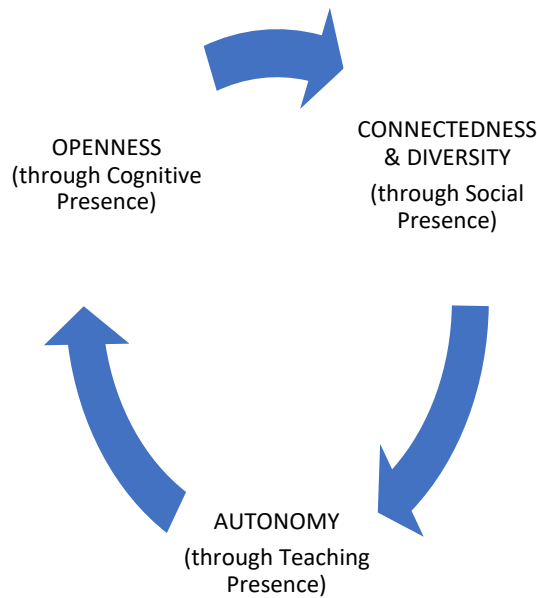 OPENNESS
(through Cognitive
Presence)
CONNECTEDNESS
& DIVERSITY
(through Social
Presence)
AUTONOMY
(through Teaching
Presence)